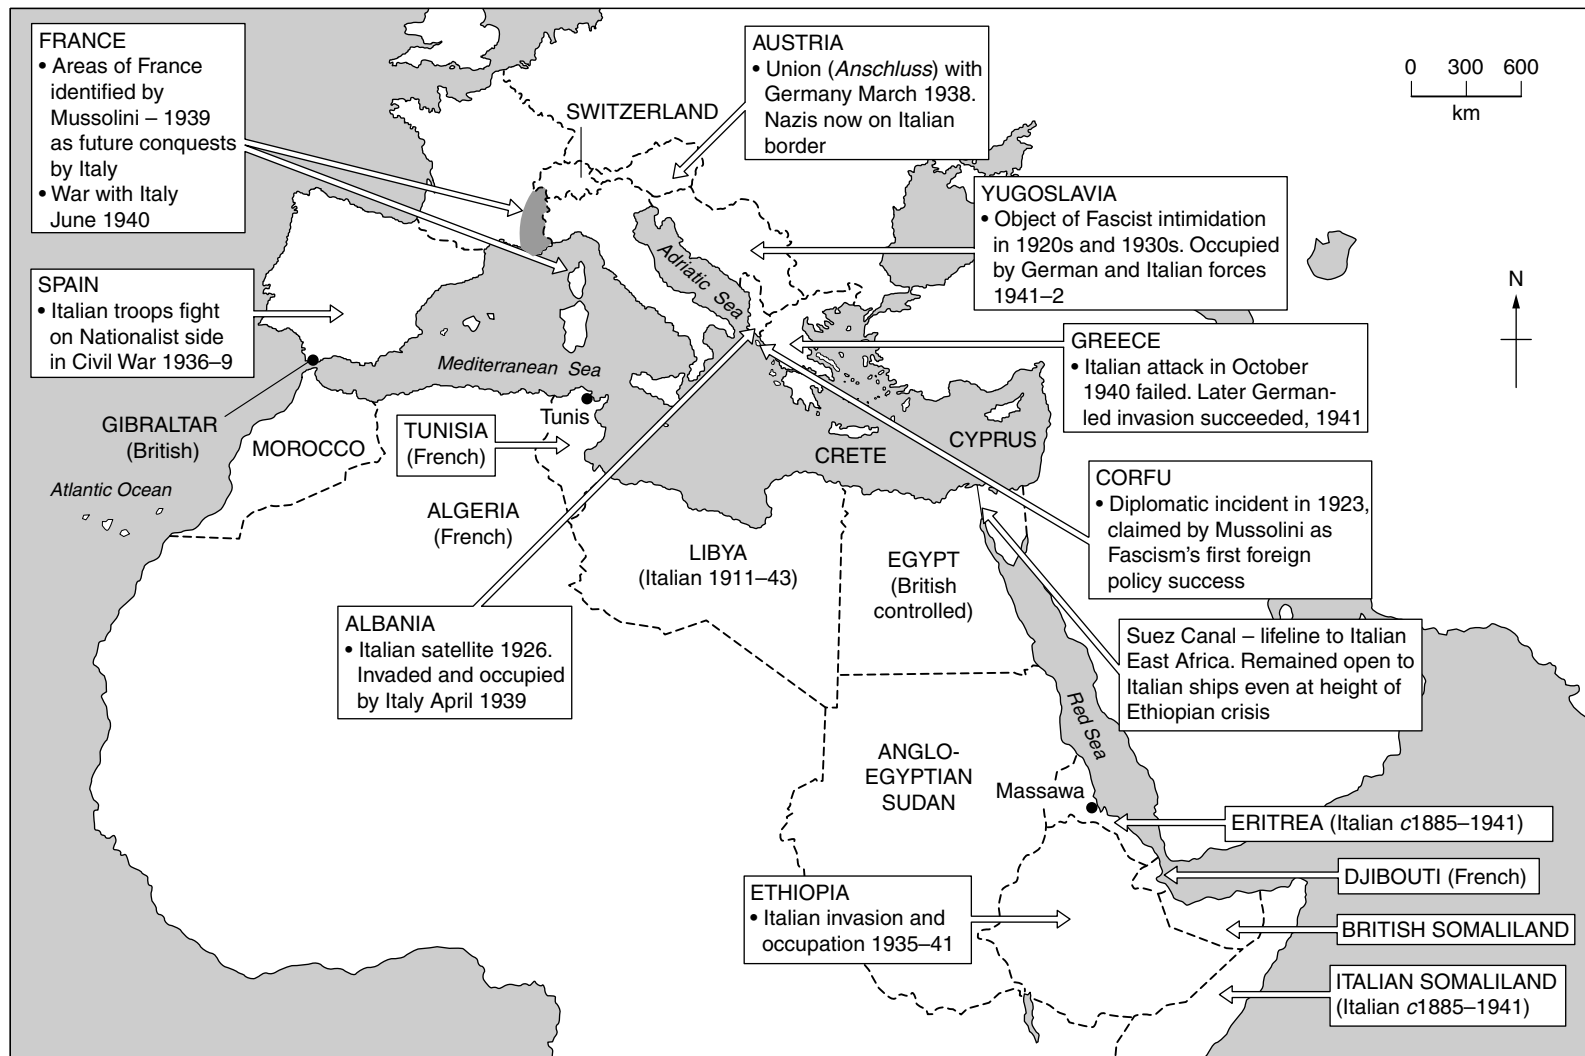 FRANCE
• Areas of France
identified by
Mussolini – 1939
as future conquests
by Italy
• War with Italy
June 1940
SWITZERLAND
AUSTRIA
• Union (Anschluss) with
Germany March 1938.
Nazis now on Italian
border
0 300 600
km
YUGOSLAVIA
• Object of Fascist intimidation
in 1920s and 1930s. Occupied
by German and Italian forces
1941–2
N
SPAIN
• Italian troops fight
on Nationalist side
in Civil War 1936–9
Adriatic Sea
Mediterranean Sea
GREECE
• Italian attack in October
1940 failed. Later German-
led invasion succeeded, 1941
GIBRALTAR
(British)
MOROCCO
TUNISIA
(French)
Tunis
CRETE
CYPRUS
Atlantic Ocean
ALGERIA
(French)
LIBYA
(Italian 1911–43)
EGYPT
(British
controlled)
CORFU
• Diplomatic incident in 1923,
claimed by Mussolini as
Fascism's first foreign
policy success
ALBANIA
• Italian satellite 1926.
Invaded and occupied
by Italy April 1939
Suez Canal – lifeline to Italian
East Africa. Remained open to
Italian ships even at height of
Ethiopian crisis
Red Sea
ANGLO-
EGYPTIAN
SUDAN
Massawa
ERITREA (Italian c1885–1941)
DJIBOUTI (French)
ETHIOPIA
• Italian invasion and
occupation 1935–41
BRITISH SOMALILAND
ITALIAN SOMALILAND
(Italian c1885–1941)